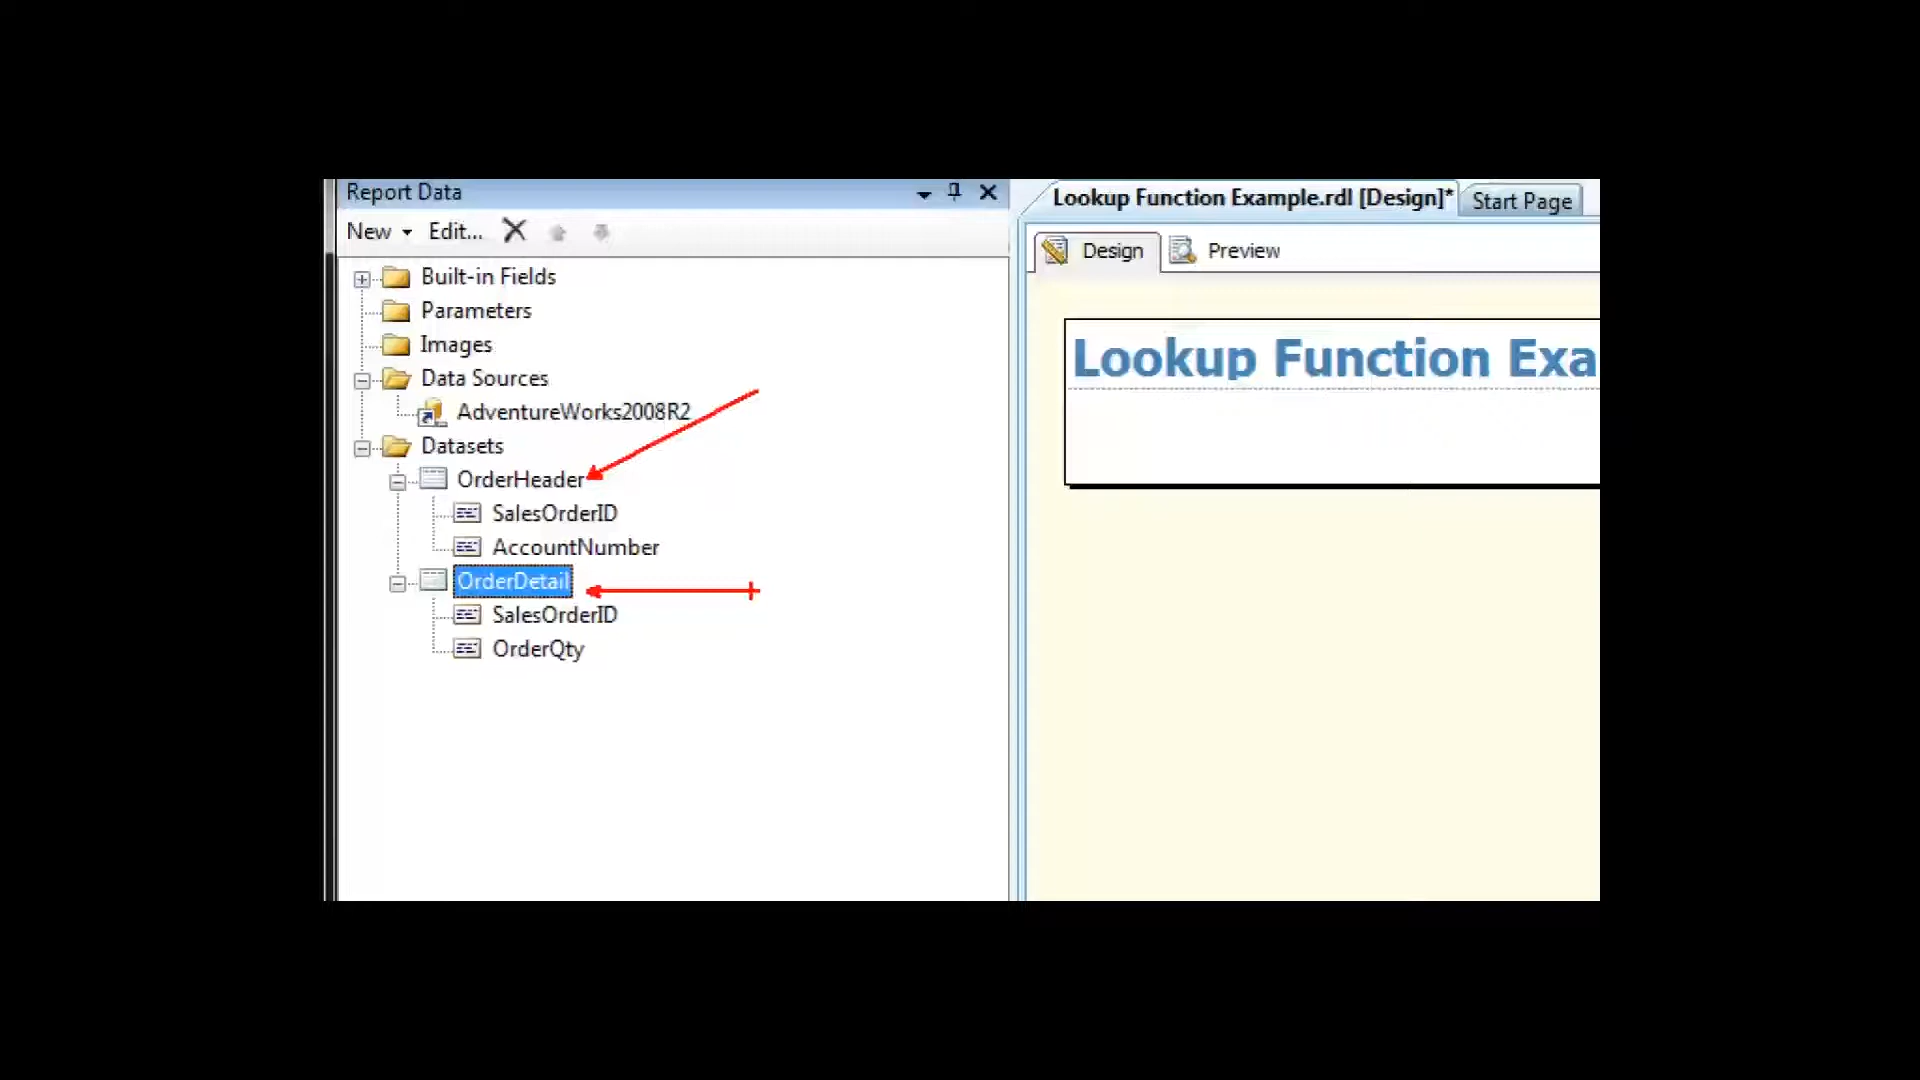 Report Data
New Edit...
Built-in Fields
Parameters
Images
Data Sources
AdventureWorks2008R2
Datasets
OrderHeader
SalesOrderID
AccountNumber
OrderDetail
SalesOrderID
OrderQty
Lookup Function Example.rdl [Design]* Start Page
Design Preview
Lookup Function Exa